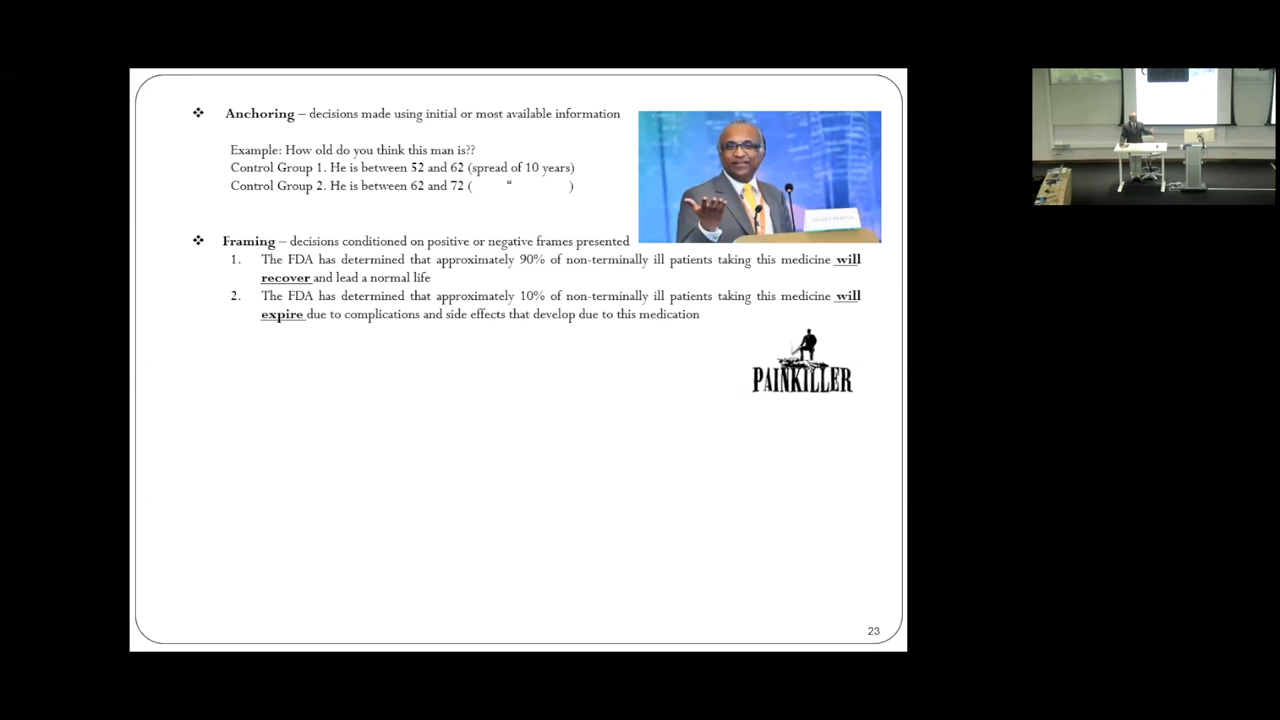 ❖ Anchoring – decisions made using initial or most available information
Example: How old do you think this man is??
Control Group 1. He is between 52 and 62 (spread of 10 years)
Control Group 2. He is between 62 and 72 ( “ )
❖ Framing – decisions conditioned on positive or negative frames presented
1. The FDA has determined that approximately 90% of non-terminally ill patients taking this medicine will
recover and lead a normal life
2. The FDA has determined that approximately 10% of non-terminally ill patients taking this medicine will
expire due to complications and side effects that develop due to this medication
PAINKILLER
23